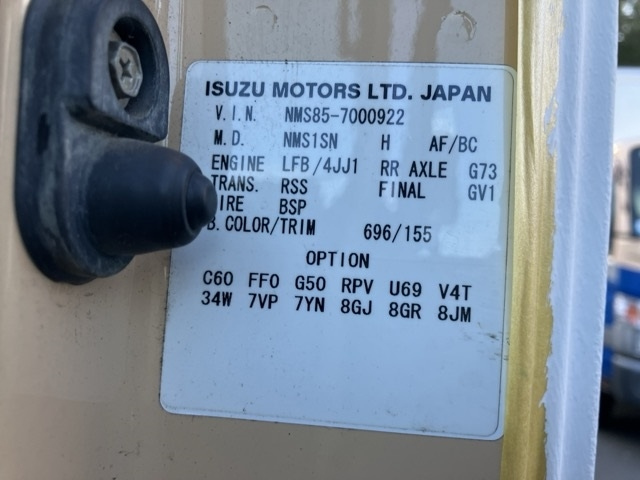 ISUZU MOTORS LTD. JAPAN
V.I.N. NMS85-7000922
M.D. NMS1SN H AF/BC
ENGINE LFB/4JJ1 RR AXLE G73
TRANS. RSS FINAL GV1
IRE BSP
B. COLOR/TRIM 696/155
OPTION
C60 FF0 G50 RPV U69 V4T
34W 7VP 7YN 8GJ 8GR 8JM